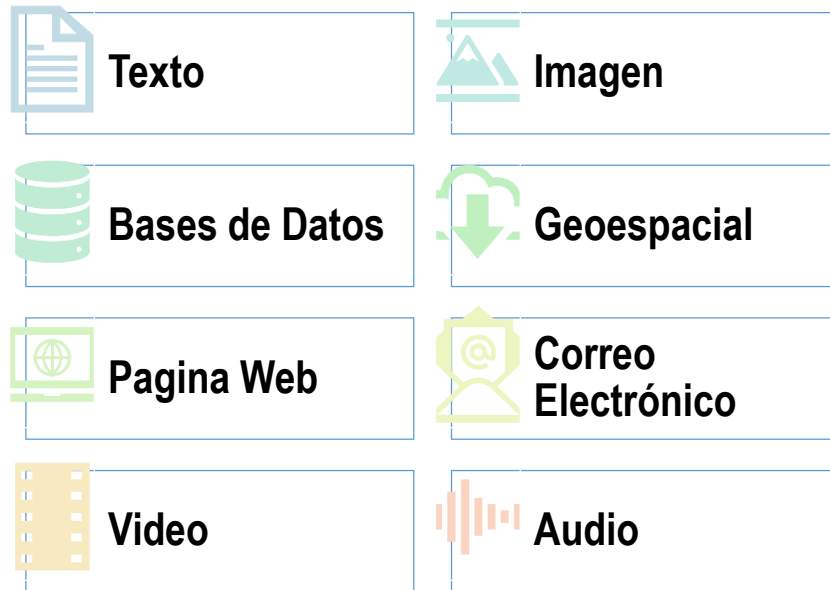 Texto
Imagen
Bases de Datos
Geoespacial
Pagina Web
Correo
Electrónico
Video
Audio